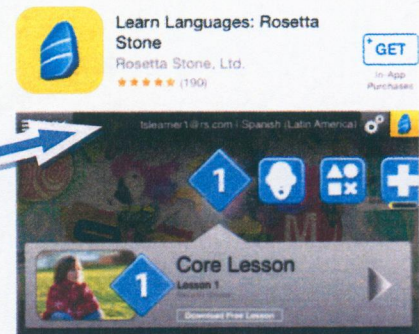 Learn Languages: Rosetta
Stone
Rosetta Stone, Ltd.
★★★★★ (190)
+ GET
In-App
Purchases
tslearner1@rs.com | Spanish (Latin America)
1
1
Core Lesson
Lesson 1
Download Free Lesson